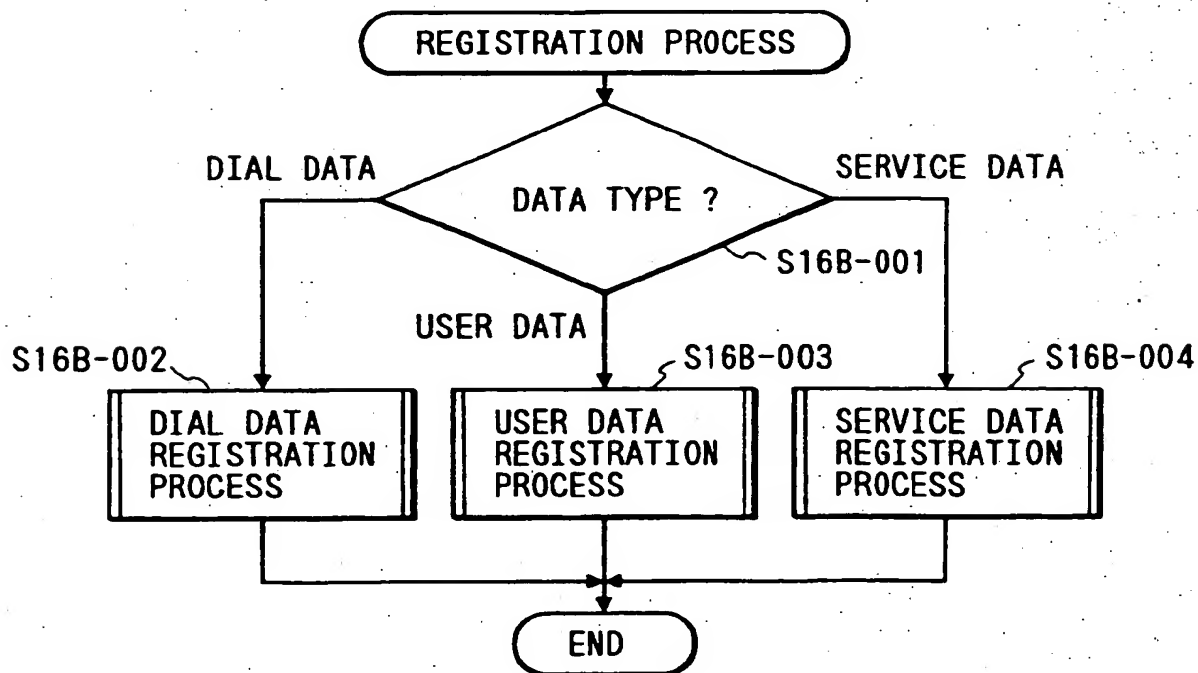 REGISTRATION PROCESS
DIAL DATA
SERVICE DATA
DATA TYPE ?
S16B-001
USER DATA
S16B-002
S16B-003
S16B-004
DIAL DATA
REGISTRATION
PROCESS
USER DATA
REGISTRATION
PROCESS
SERVICE DATA
REGISTRATION
PROCESS
END